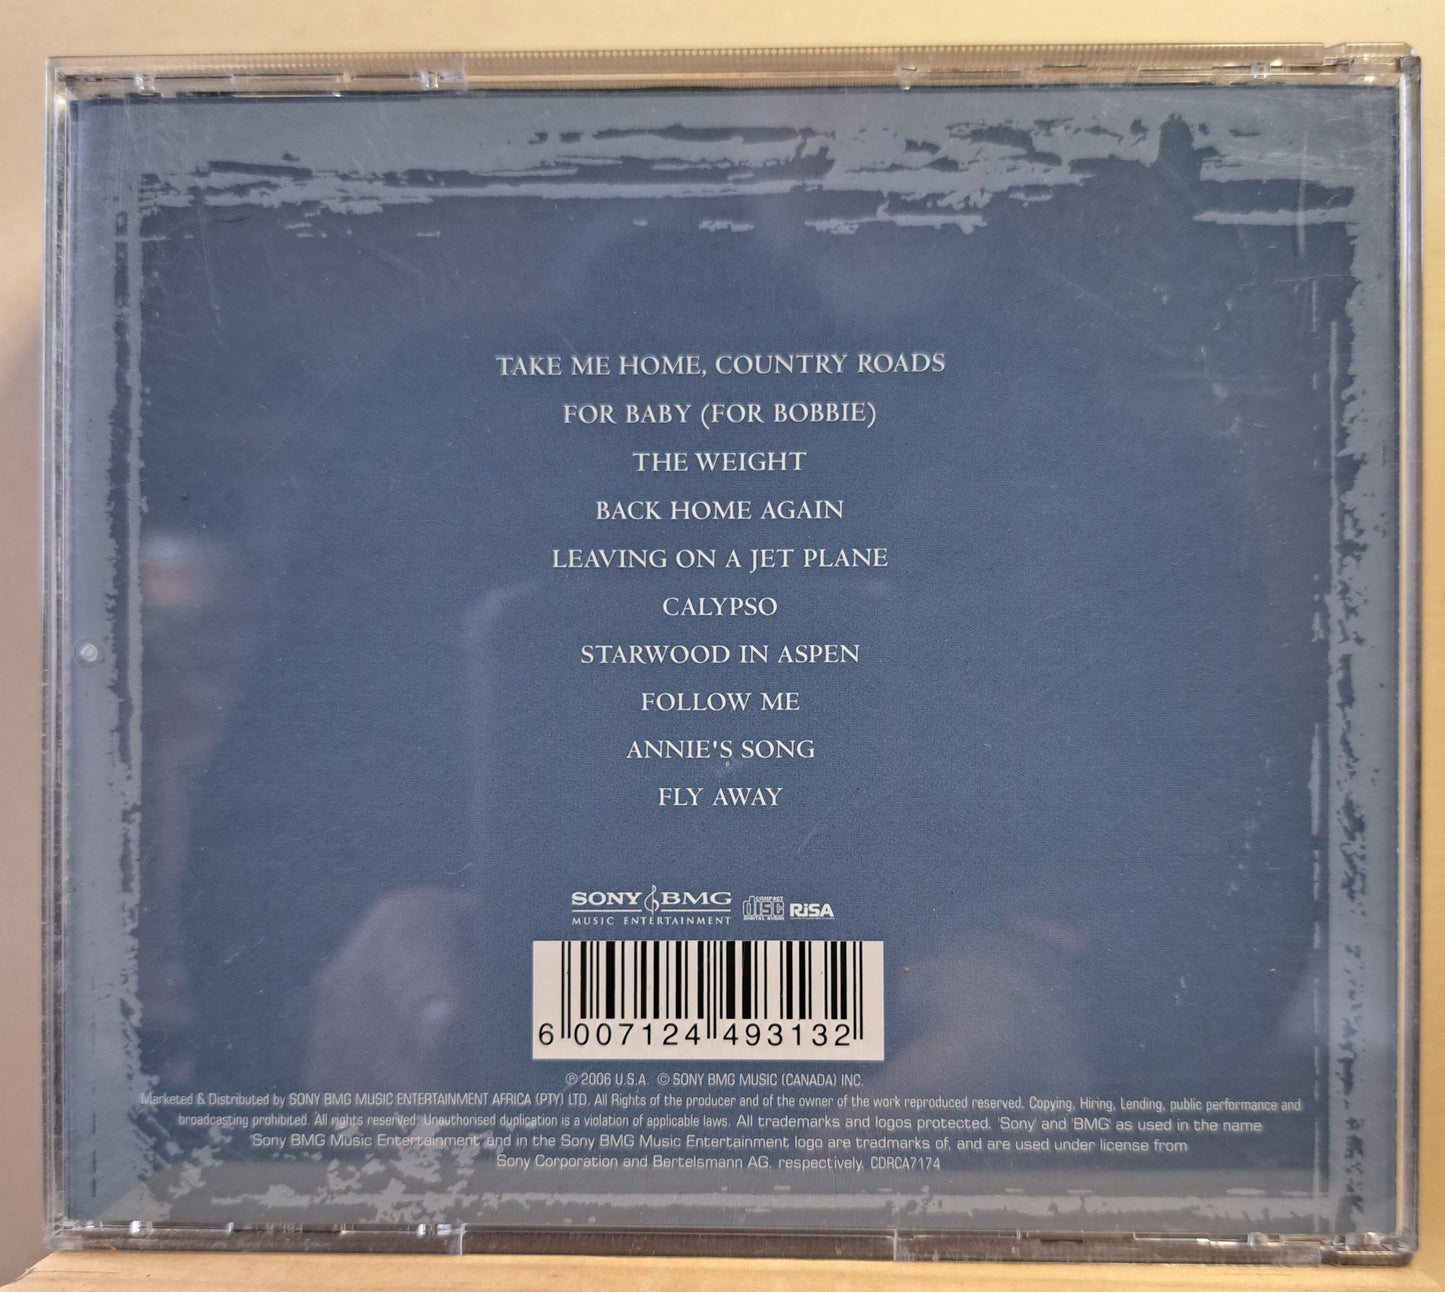 TAKE ME HOME, COUNTRY ROADS
FOR BABY (FOR BOBBIE)
THE WEIGHT
BACK HOME AGAIN
LEAVING ON A JET PLANE
CALYPSO
STARWOOD IN ASPEN
FOLLOW ME
ANNIE'S SONG
FLY AWAY
SONY BMG
MUSIC ENTERTAINMENT
COMPACT
disc
DIGITAL AUDIO
RiSA
6 007124 493132
℗ 2006 U.S.A. © SONY BMG MUSIC (CANADA) INC.
Marketed & Distributed by SONY BMG MUSIC ENTERTAINMENT AFRICA (PTY) LTD. All Rights of the producer and of the owner of the work reproduced reserved. Copying, Hiring, Lending, public performance and
broadcasting prohibited. All rights reserved. Unauthorised duplication is a violation of applicable laws. All trademarks and logos protected. 'Sony' and 'BMG' as used in the name
'Sony BMG Music Entertainment' and in the Sony BMG Music Entertainment logo are tradmarks of, and are used under license from
Sony Corporation and Bertelsmann AG, respectively. CDRCA7174